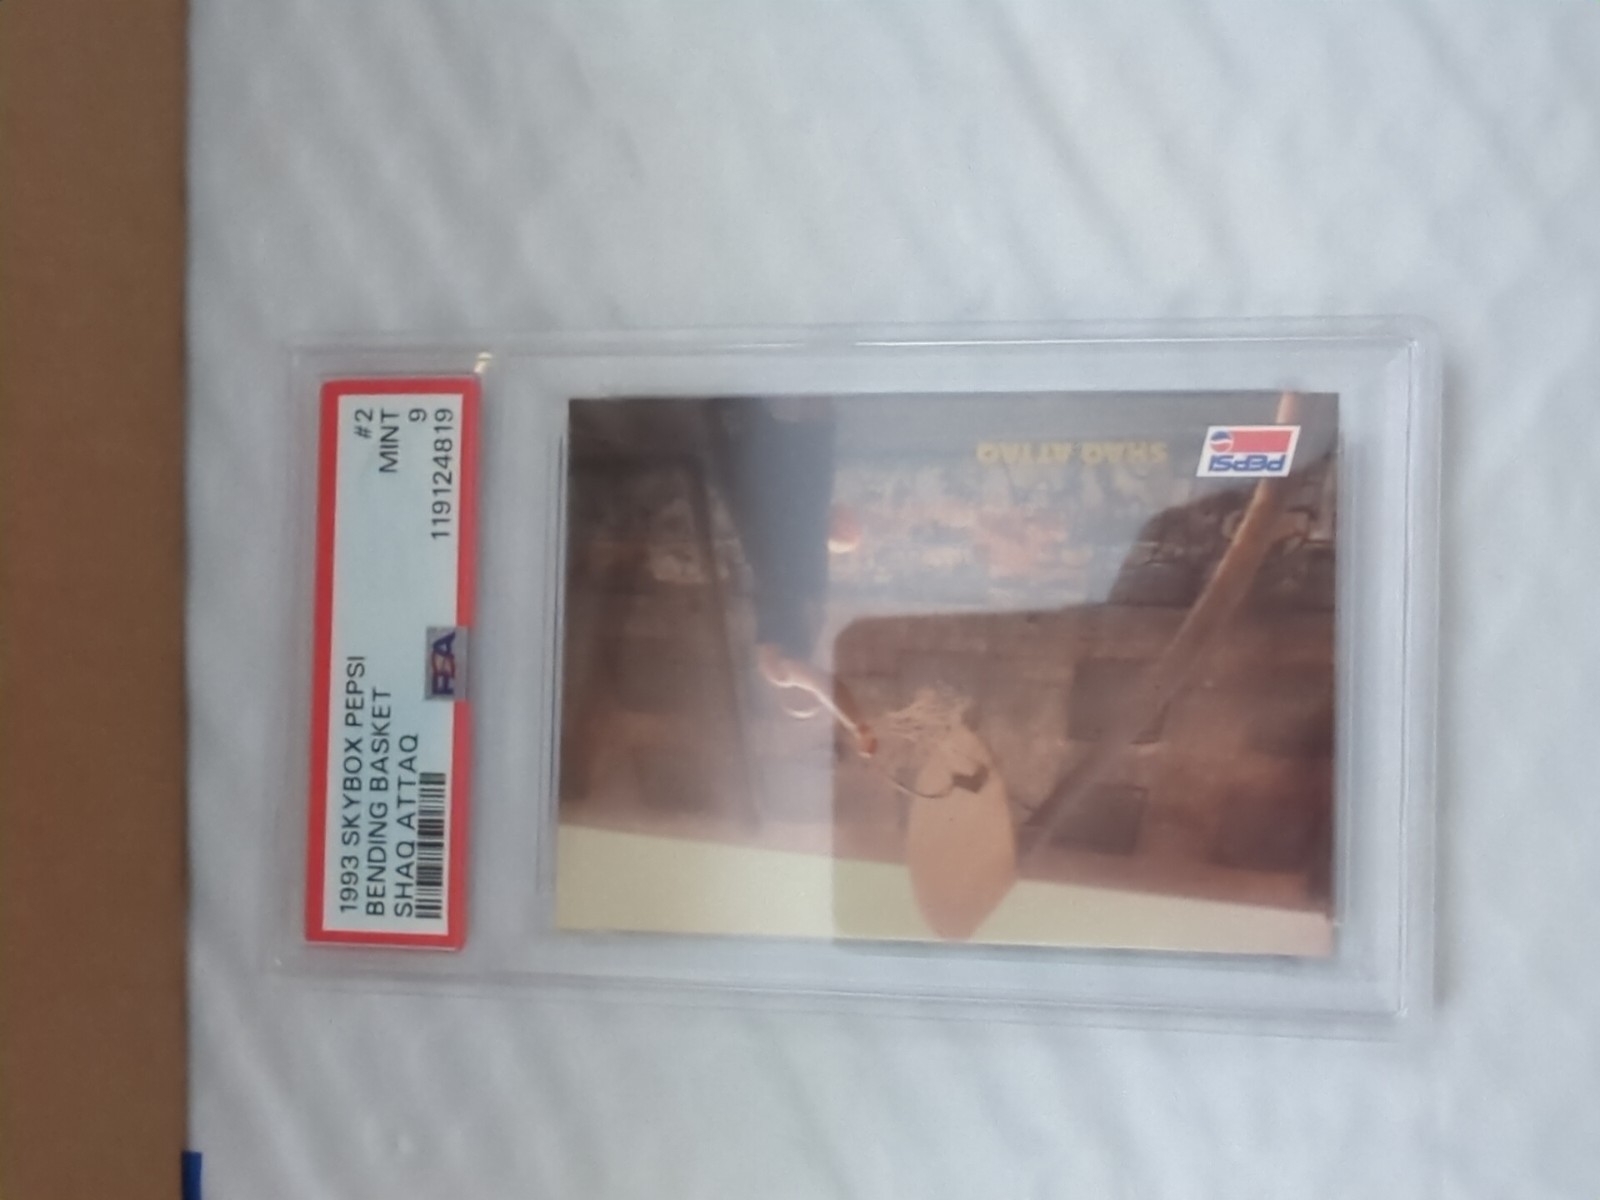 1993 SKYBOX PEPSI #2
BENDING BASKET MINT
SHAQ ATTAQ 9
PSA 119124819
SHAQ ATTAQ
PEPSI